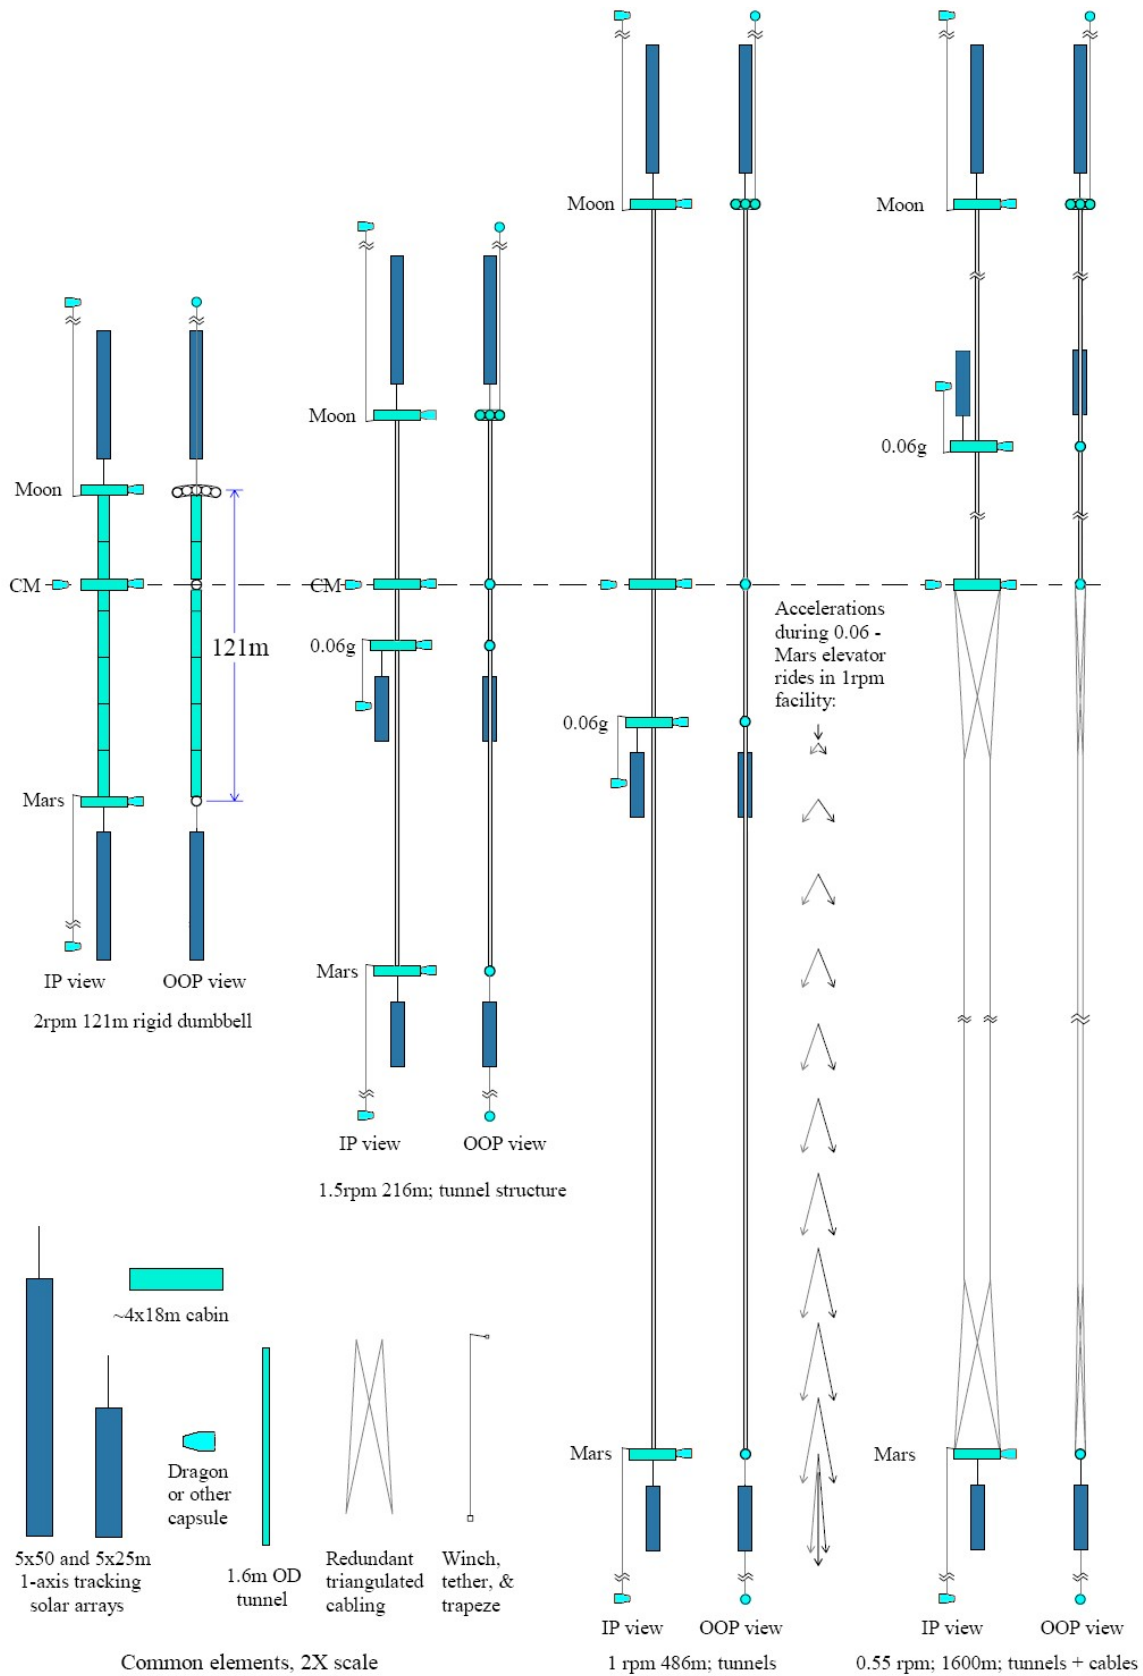 Moon
CM
121m
Mars
IP view
OOP view
2rpm 121m rigid dumbbell
Moon
CM
0.06g
Mars
IP view
OOP view
1.5rpm 216m; tunnel structure
Moon
0.06g
Mars
IP view
OOP view
1 rpm 486m; tunnels
Accelerations
during 0.06 -
Mars elevator
rides in 1rpm
facility:
Moon
0.06g
Mars
IP view
OOP view
0.55 rpm; 1600m; tunnels + cables
5x50 and 5x25m
1-axis tracking
solar arrays
~4x18m cabin
Dragon
or other
capsule
1.6m OD
tunnel
Redundant
triangulated
cabling
Winch,
tether, &
trapeze
Common elements, 2X scale